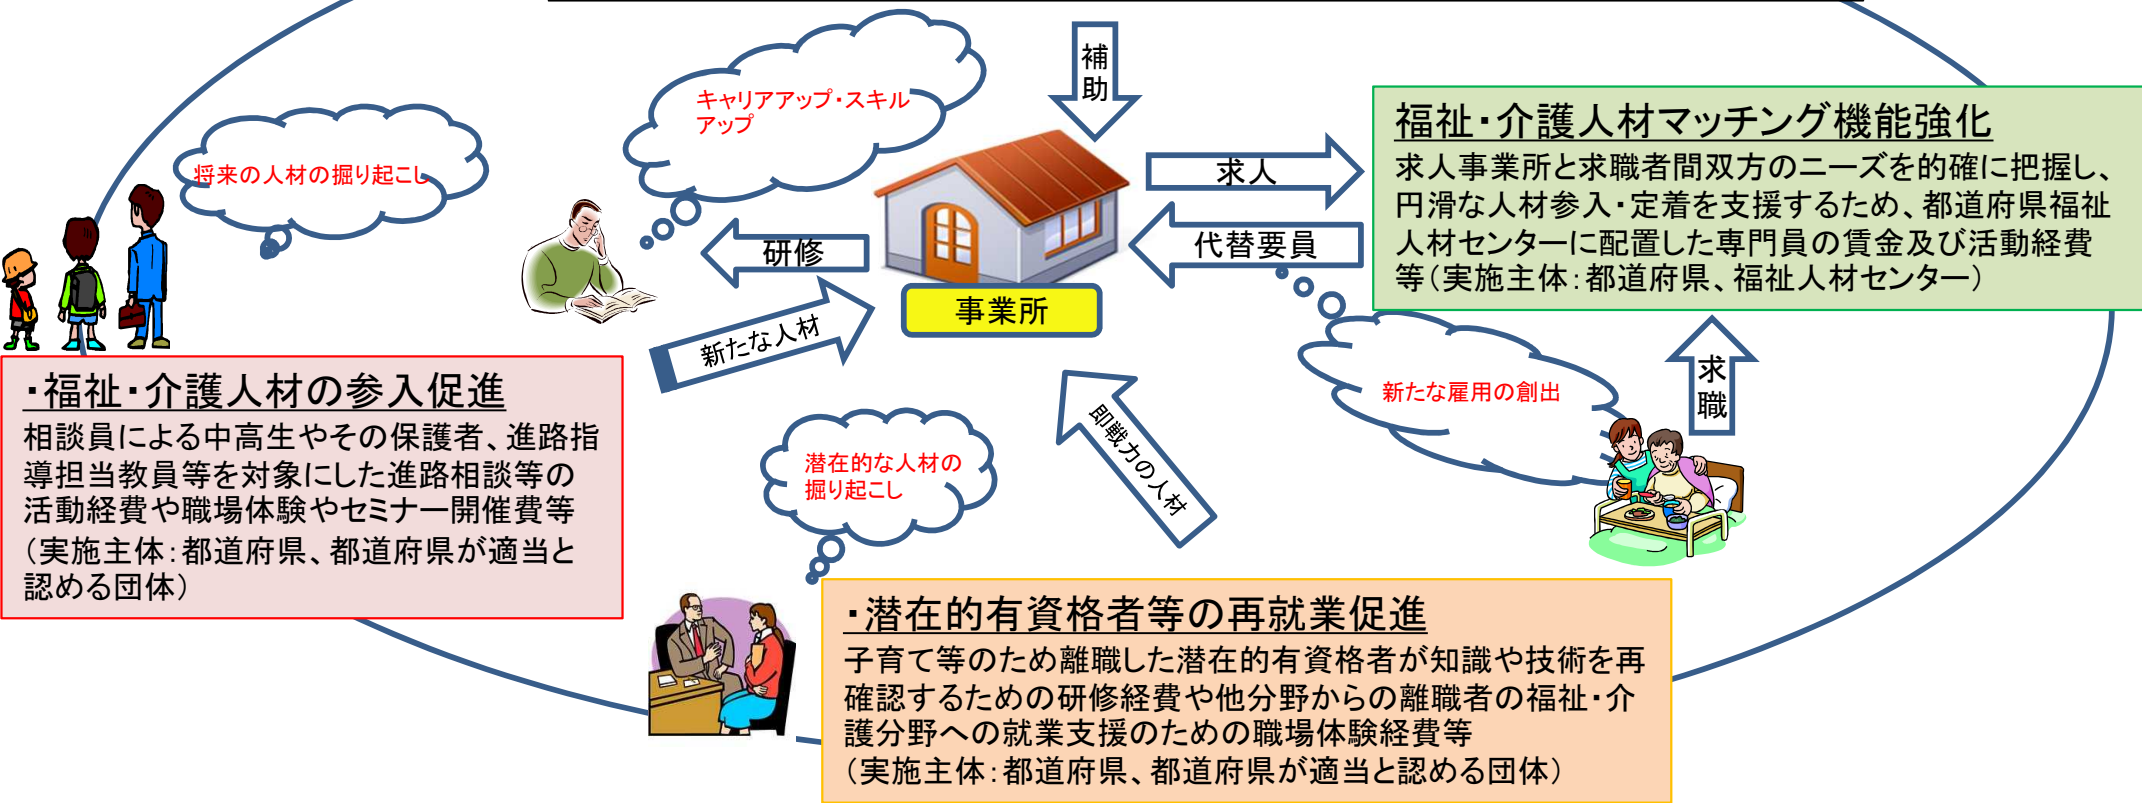 補
助
キャリアアップ・スキル
アップ
将来の人材の掘り起こし
求人
代替要員
研修
新たな人材
事業所
福祉・介護人材マッチング機能強化
求人事業所と求職者間双方のニーズを的確に把握し、
円滑な人材参入・定着を支援するため、都道府県福祉
人材センターに配置した専門員の賃金及び活動経費
等（実施主体：都道府県、福祉人材センター）
新たな雇用の創出
求
職
・福祉・介護人材の参入促進
相談員による中高生やその保護者、進路指
導担当教員等を対象にした進路相談等の
活動経費や職場体験やセミナー開催費等
（実施主体：都道府県、都道府県が適当と
認める団体）
潜在的な人材の
掘り起こし
即戦力の人材
・潜在的有資格者等の再就業促進
子育て等のため離職した潜在的有資格者が知識や技術を再
確認するための研修経費や他分野からの離職者の福祉・介
護分野への就業支援のための職場体験経費等
（実施主体：都道府県、都道府県が適当と認める団体）